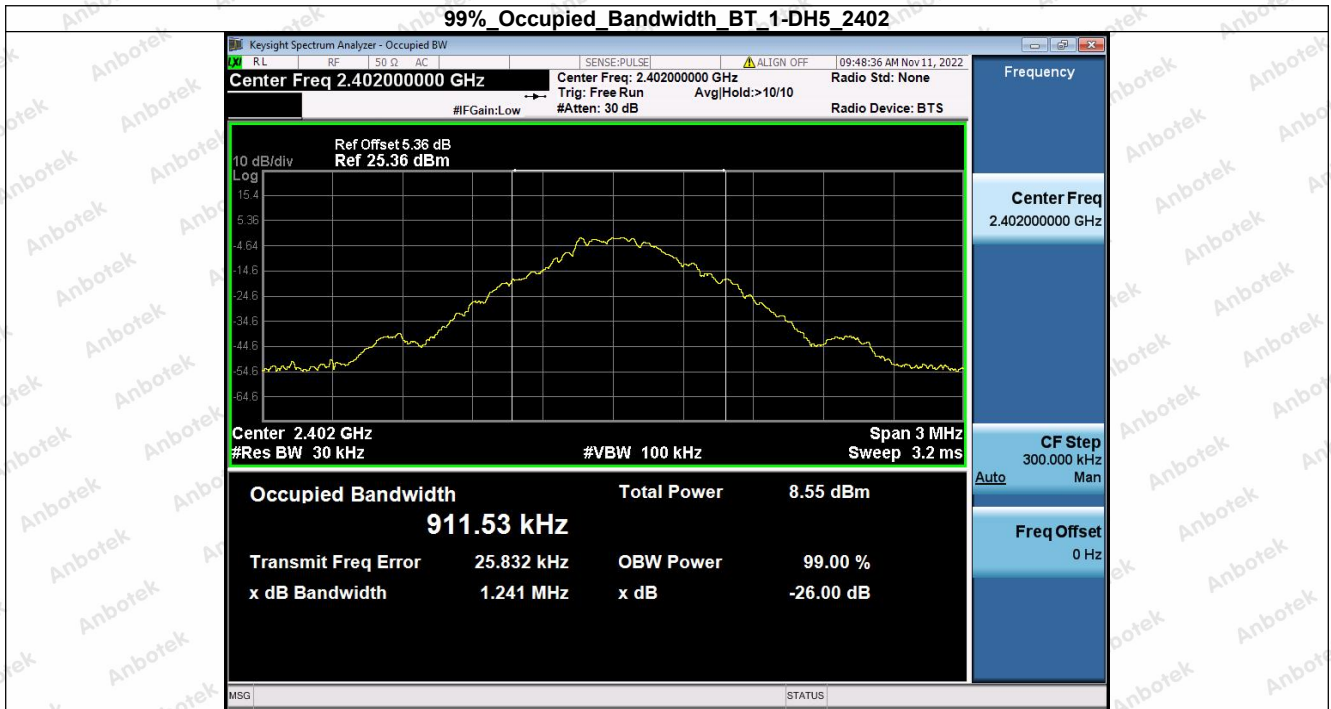 99%_Occupied_Bandwidth_BT_1-DH5_2402
Keysight Spectrum Analyzer - Occupied BW
LXI RL RF 50 Ω AC SENSE:PULSE ALIGN OFF 09:48:36 AM Nov 11, 2022
Center Freq 2.402000000 GHz
Center Freq: 2.402000000 GHz Radio Std: None
Trig: Free Run Avg|Hold:>10/10
#IFGain:Low #Atten: 30 dB Radio Device: BTS
Frequency
Ref Offset 5.36 dB
10 dB/div Ref 25.36 dBm
Log
15.4
5.36
-4.64
-14.6
-24.6
-34.6
-44.6
-54.6
-64.6
Center 2.402 GHz Span 3 MHz
#Res BW 30 kHz #VBW 100 kHz Sweep 3.2 ms
Center Freq
2.402000000 GHz
CF Step
300.000 kHz
Auto Man
Freq Offset
0 Hz
Occupied Bandwidth Total Power 8.55 dBm
911.53 kHz
Transmit Freq Error 25.832 kHz OBW Power 99.00 %
x dB Bandwidth 1.241 MHz x dB -26.00 dB
MSG STATUS
Anbotek